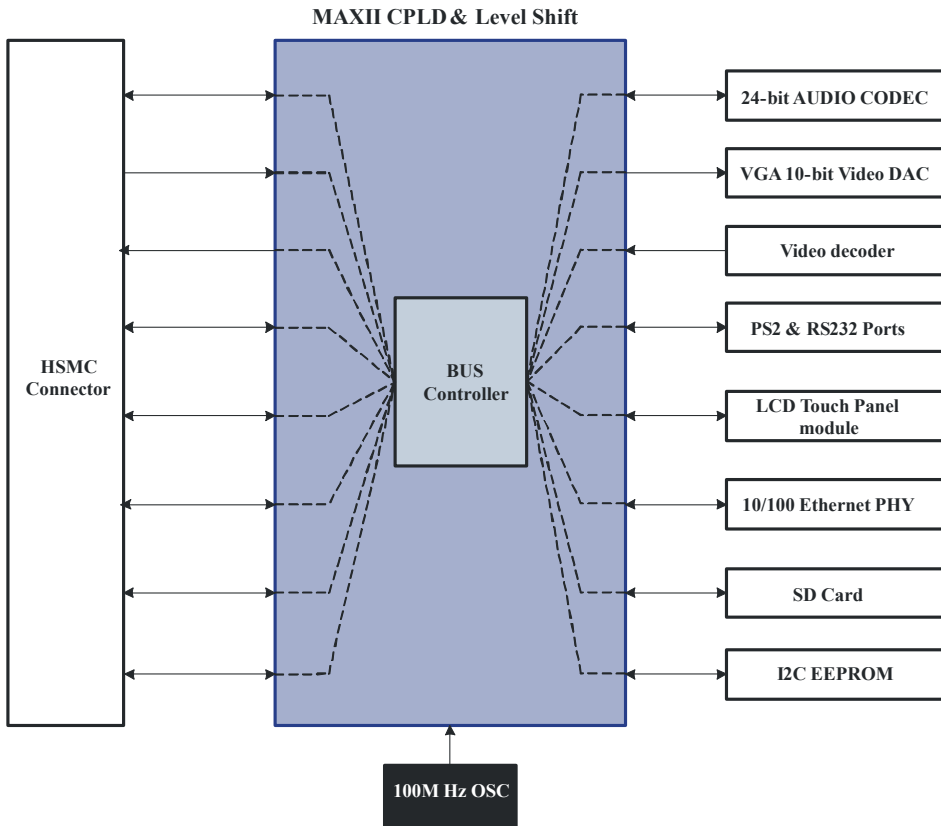 MAXII CPLD & Level Shift
HSMC
Connector
BUS
Controller
24-bit AUDIO CODEC
VGA 10-bit Video DAC
Video decoder
PS2 & RS232 Ports
LCD Touch Panel
module
10/100 Ethernet PHY
SD Card
I2C EEPROM
100M Hz OSC